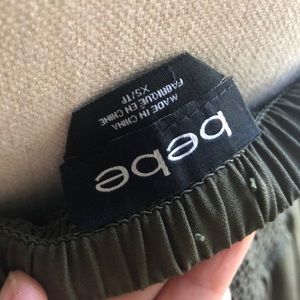 bebe
XS/TP
FABRIQUE EN CHINE
MADE IN CHINA